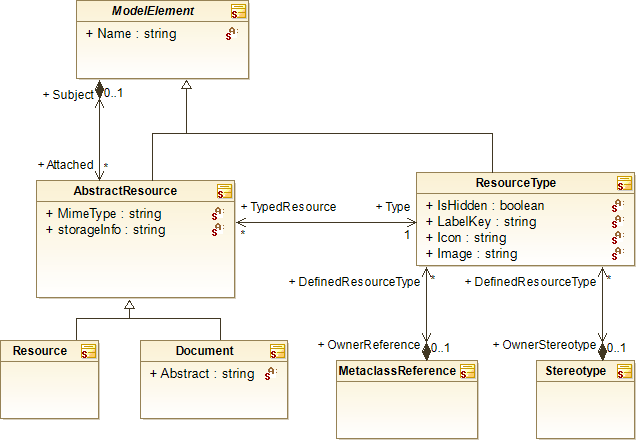 ModelElement
+ Name : string
+ Subject
0..1
+ Attached
*
AbstractResource
+ MimeType : string
+ storageInfo : string
+ TypedResource
*
+ Type
1
ResourceType
+ IsHidden : boolean
+ LabelKey : string
+ Icon : string
+ Image : string
+ DefinedResourceType
*
+ DefinedResourceType
*
+ OwnerReference
0..1
+ OwnerStereotype
0..1
Resource
Document
+ Abstract : string
MetaclassReference
Stereotype